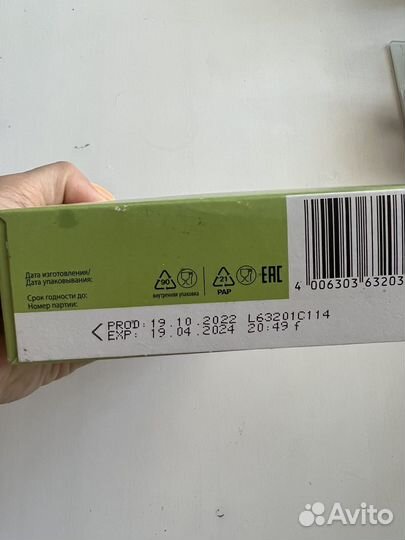 Дата изготовления/
Дата упаковывания:
Срок годности до:
Номер партии:
90
внутренняя упаковка
21
PAP
EAC
4 006303 63203
< PROD: 19.10.2022 L63201C114
EXP: 19.04.2024 20:49 f
Avito